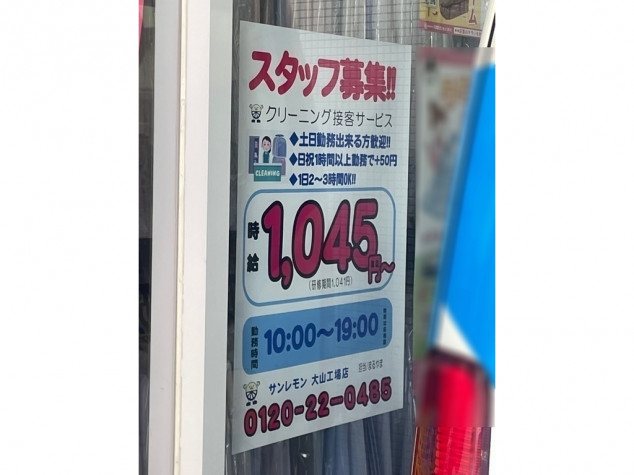 スタッフ募集!!
クリーニング接客サービス
◆土日勤務出来る方歓迎!!
◆日祝1時間以上勤務で+50円
◆1日2~3時間OK!!
CLEANING
時給
1,045円~
(研修期間1,041円)
勤務時間
10:00~19:00
サンレモン 大山工場店
0120-22-0485